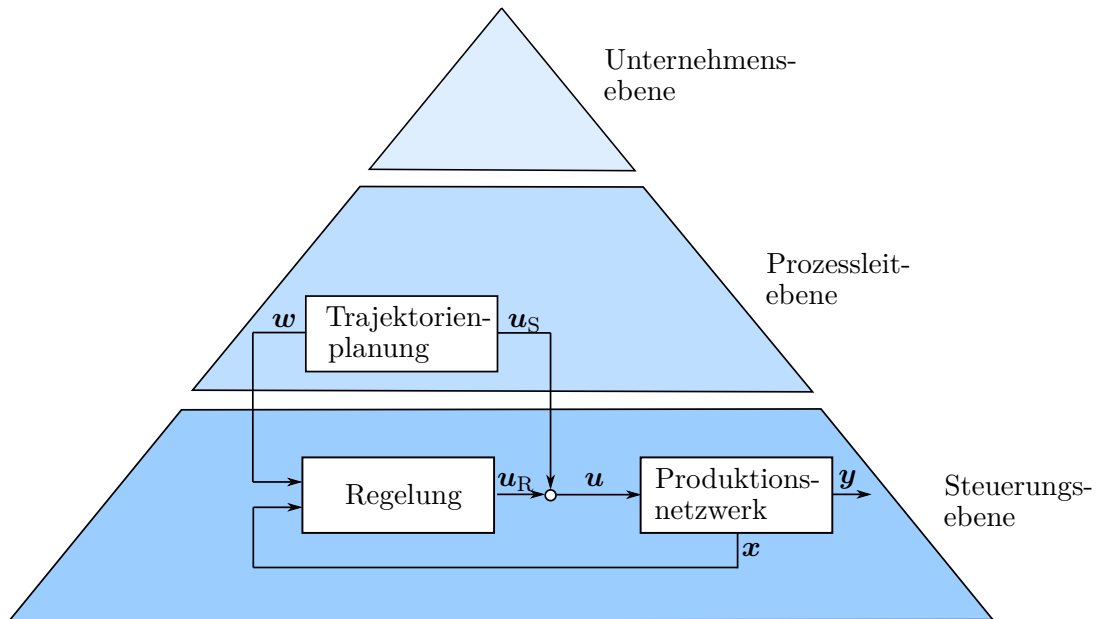 Unternehmens-
ebene
Prozessleit-
ebene
w
Trajektorien-
planung
u_S
Regelung
u_R
u
Produktions-
netzwerk
y
x
Steuerungs-
ebene